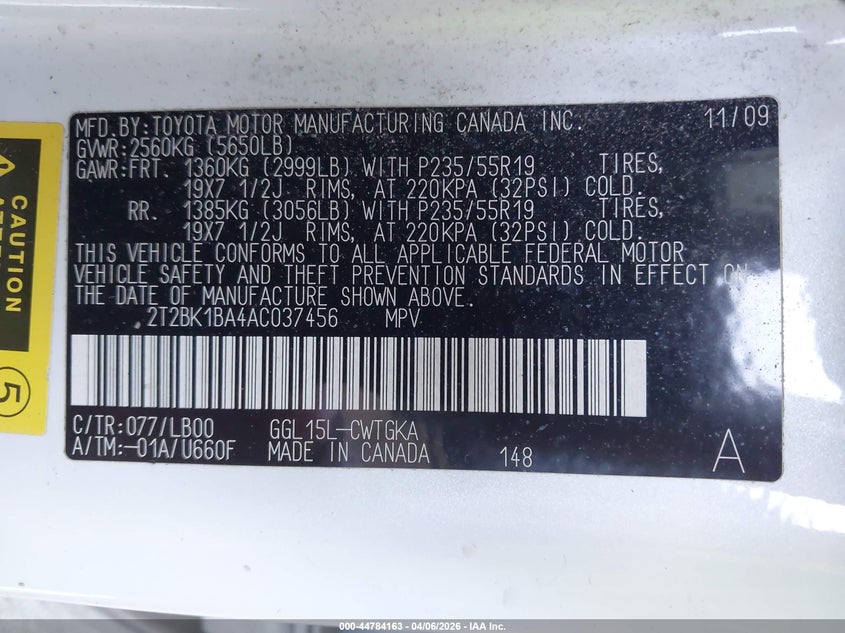 MFD. BY: TOYOTA MOTOR MANUFACTURING CANADA INC. 11/09
GVWR: 2560KG (5650LB)
GAWR: FRT. 1360KG (2999LB) WITH P235/55R19 TIRES,
19X7 1/2J RIMS, AT 220KPA (32PSI) COLD.
RR. 1385KG (3056LB) WITH P235/55R19 TIRES,
19X7 1/2J RIMS, AT 220KPA (32PSI) COLD.
THIS VEHICLE CONFORMS TO ALL APPLICABLE FEDERAL MOTOR
VEHICLE SAFETY AND THEFT PREVENTION STANDARDS IN EFFECT ON
THE DATE OF MANUFACTURE SHOWN ABOVE.
2T2BK1BA4AC037456 MPV
C/TR: 077/LB00 GGL15L-CWTGKA
A/TM: -01A/U660F MADE IN CANADA 148 A
CAUTION
ATTENTION
5
000-44784163 - 04/06/2026 - IAA Inc.